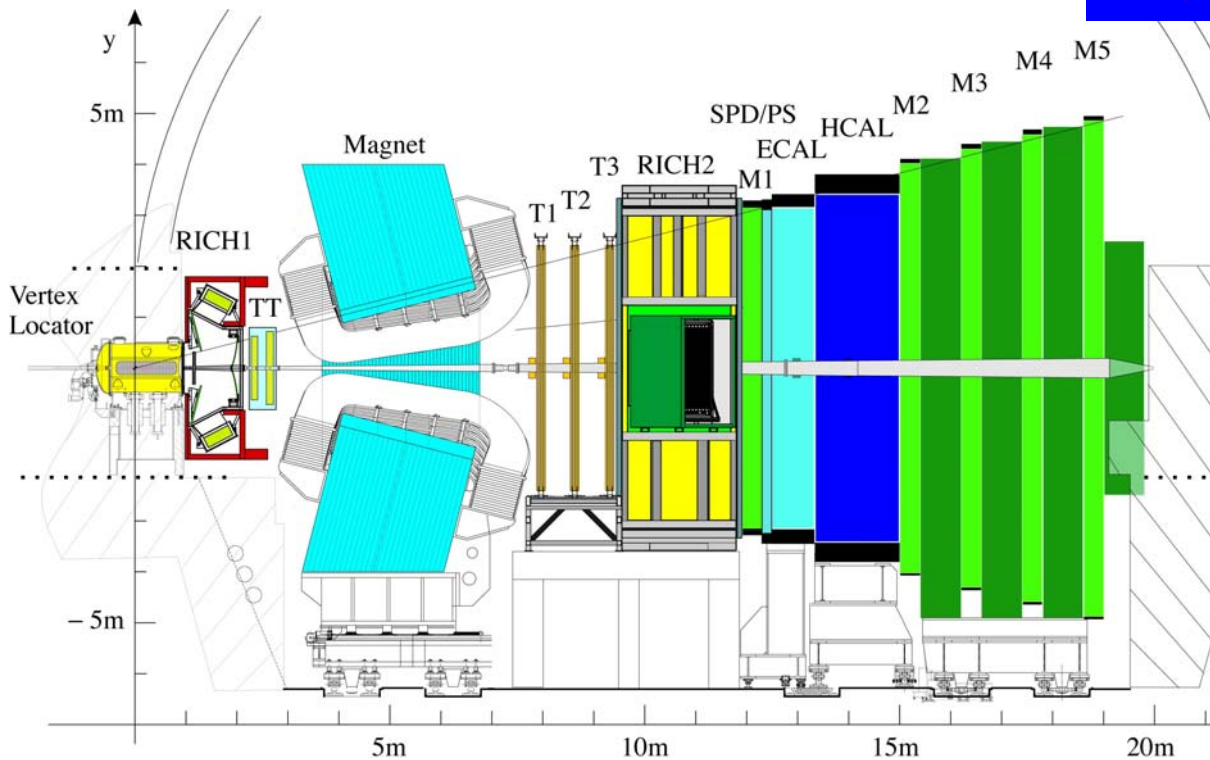 y
5m
Magnet
RICH1
Vertex
Locator
TT
T1
T2
T3
RICH2
M1
SPD/PS
ECAL
HCAL
M2
M3
M4
M5
− 5m
5m
10m
15m
20m